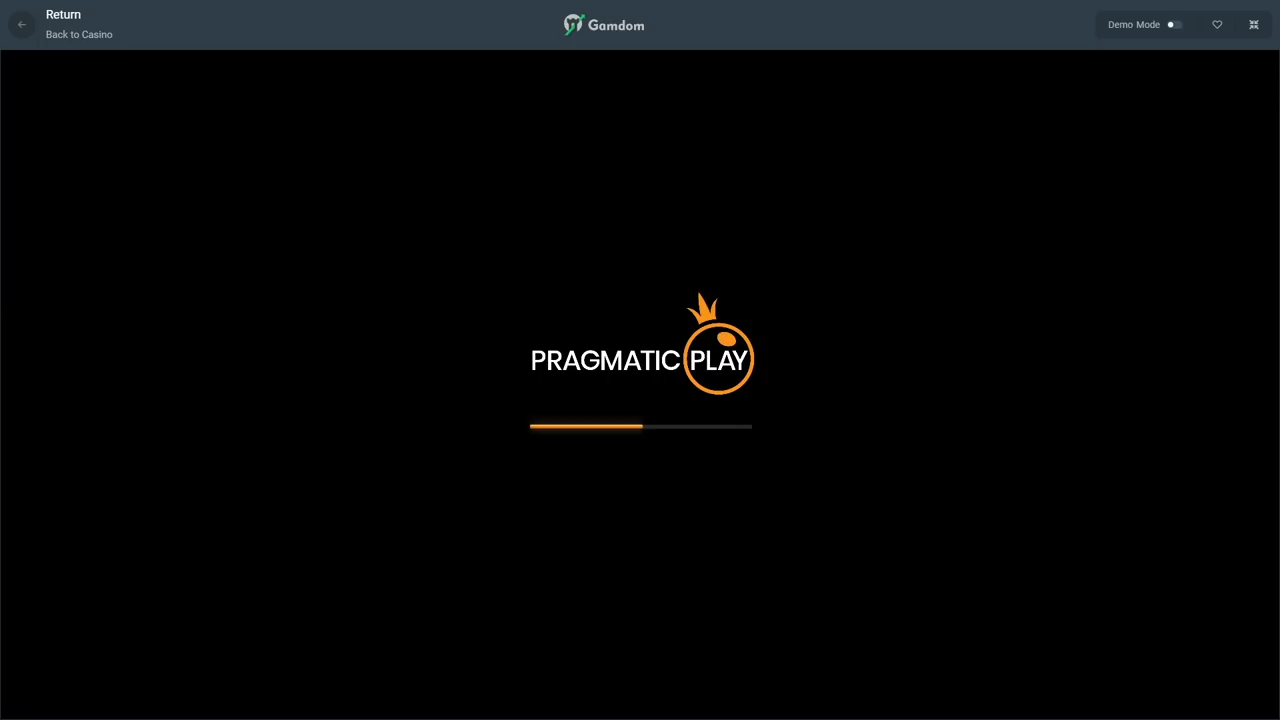 Return
Back to Casino
Gamdom
Demo Mode
PRAGMATIC PLAY